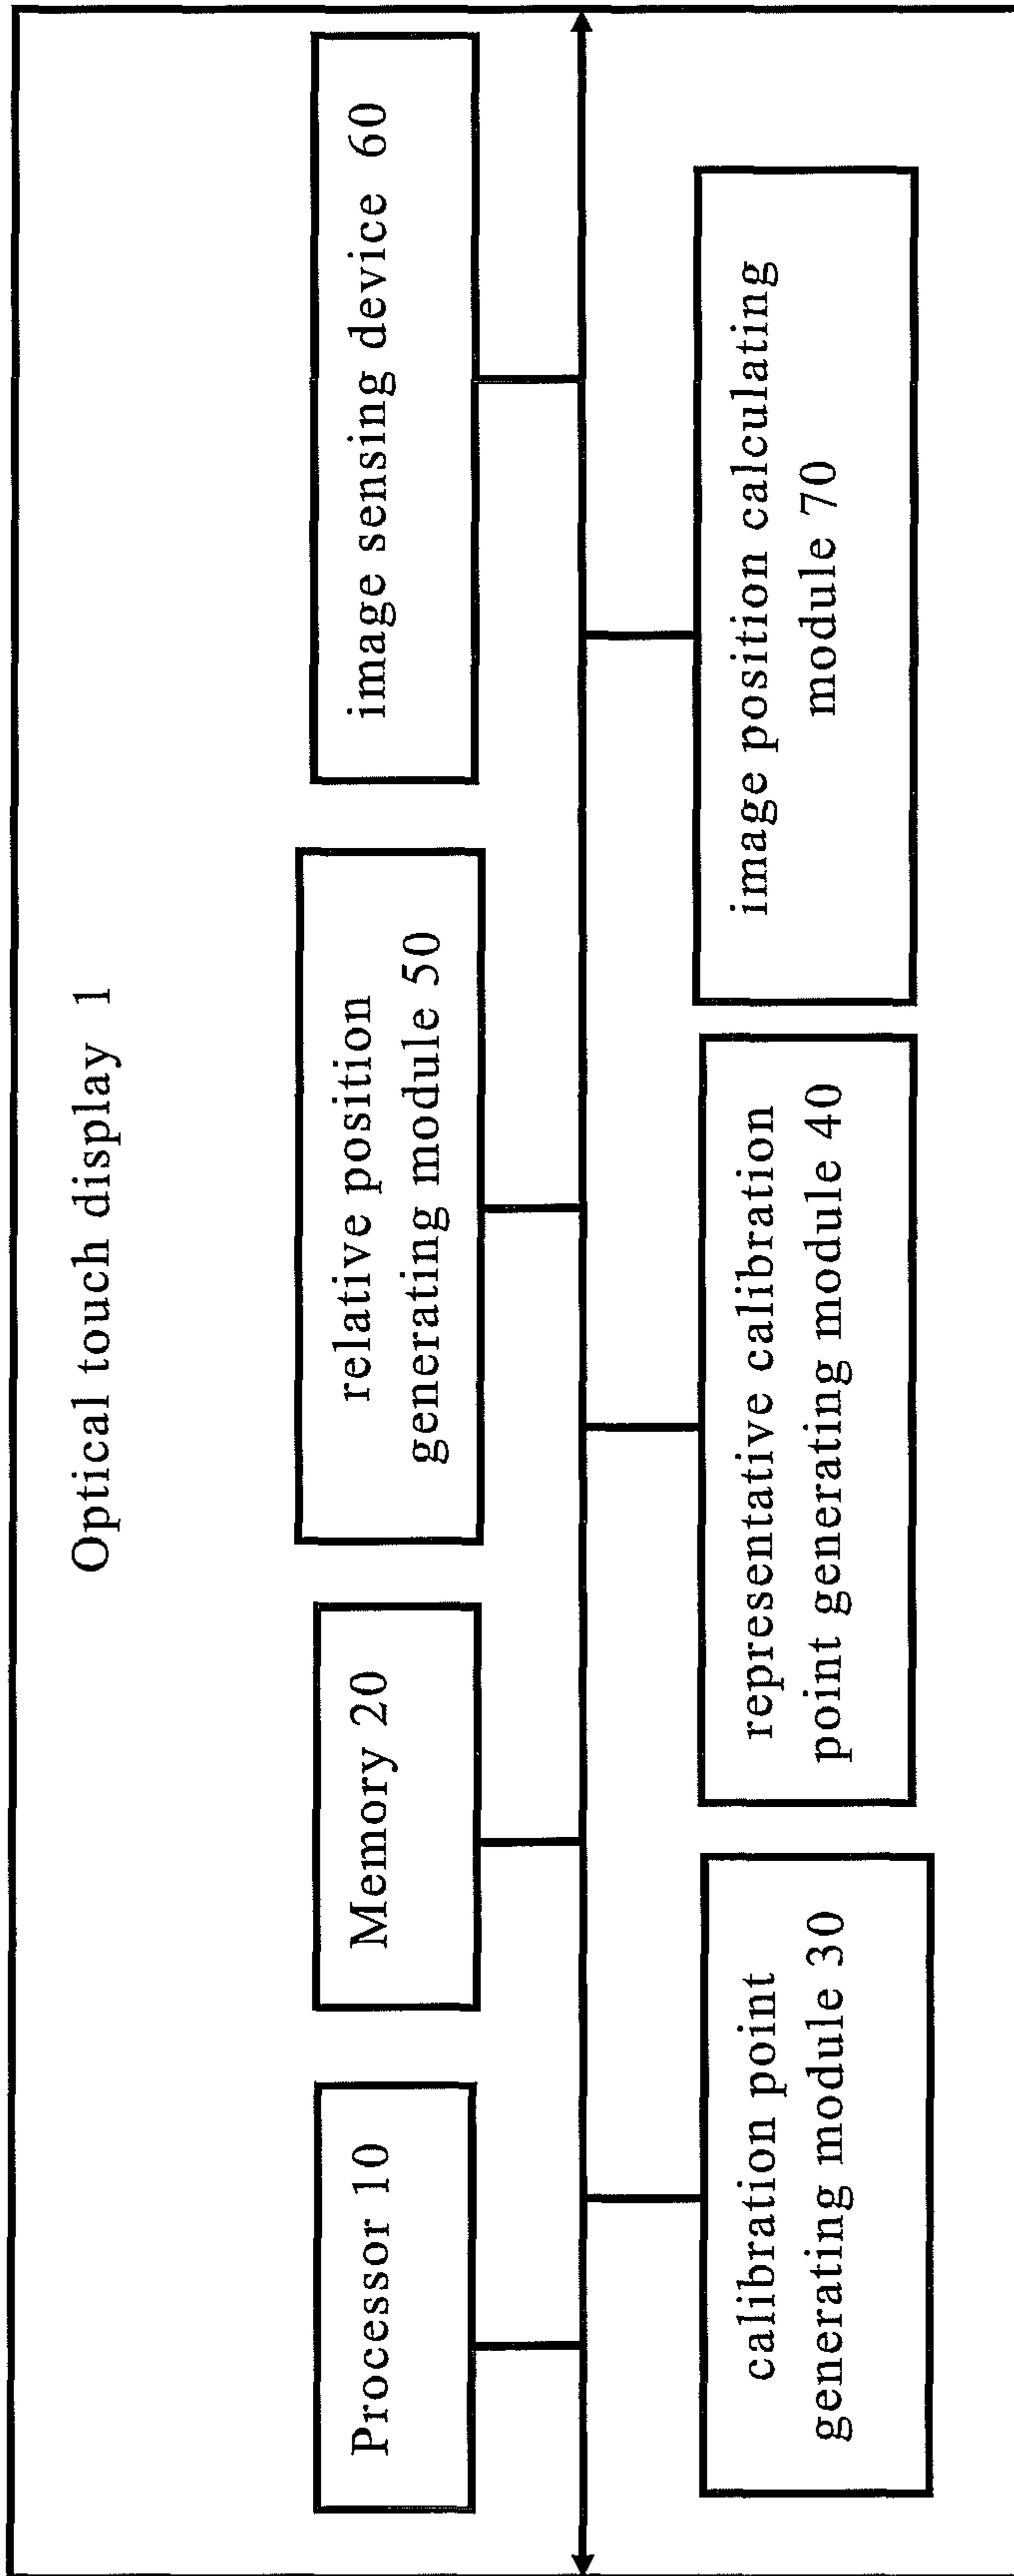 Optical touch display 1
Processor 10
Memory 20
relative position
generating module 50
image sensing device 60
calibration point
generating module 30
representative calibration
point generating module 40
image position calculating
module 70